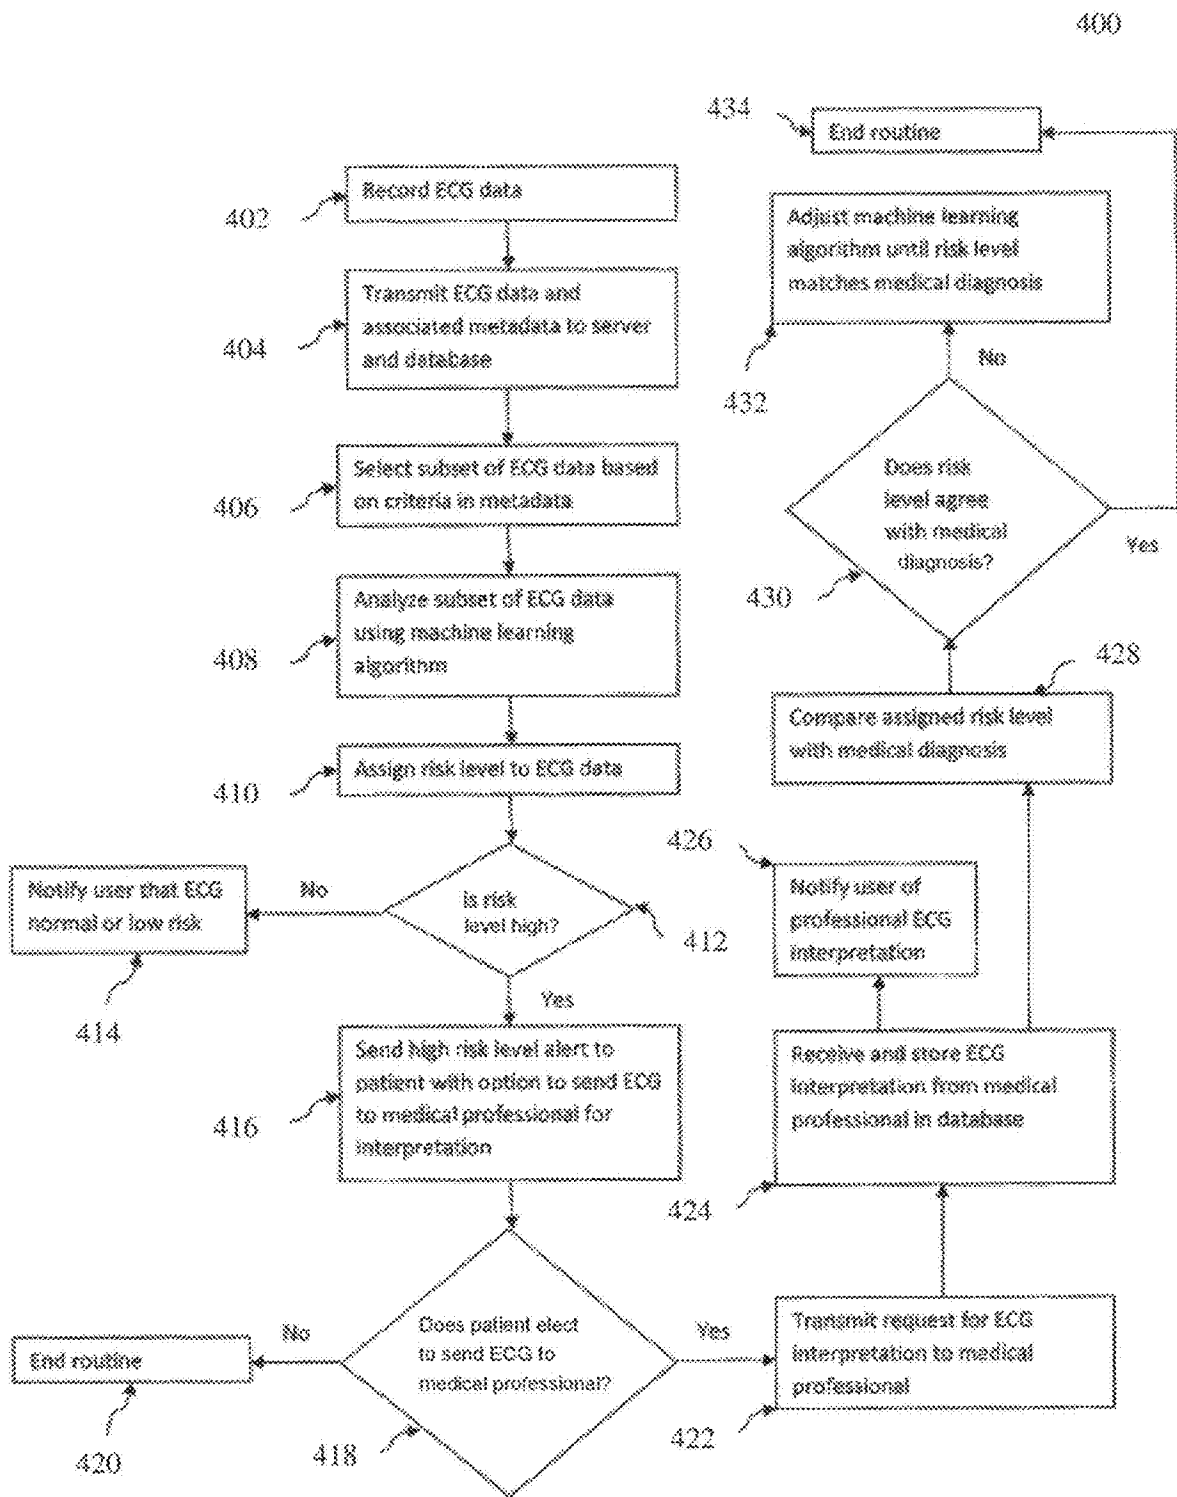 400
402
Record ECG data
404
Transmit ECG data and
associated metadata to server
and database
406
Select subset of ECG data based
on criteria in metadata
408
Analyze subset of ECG data
using machine learning
algorithm
410
Assign risk level to ECG data
Is risk
level high?
412
No
Notify user that ECG
normal or low risk
414
Yes
416
Send high risk level alert to
patient with option to send ECG
to medical professional for
interpretation
Does patient elect
to send ECG to
medical professional?
418
No
End routine
420
Yes
Transmit request for ECG
interpretation to medical
professional
422
Receive and store ECG
interpretation from medical
professional in database
424
426
Notify user of
professional ECG
interpretation
428
Compare assigned risk level
with medical diagnosis
Does risk
level agree
with medical
diagnosis?
430
No
Adjust machine learning
algorithm until risk level
matches medical diagnosis
432
Yes
434
End routine